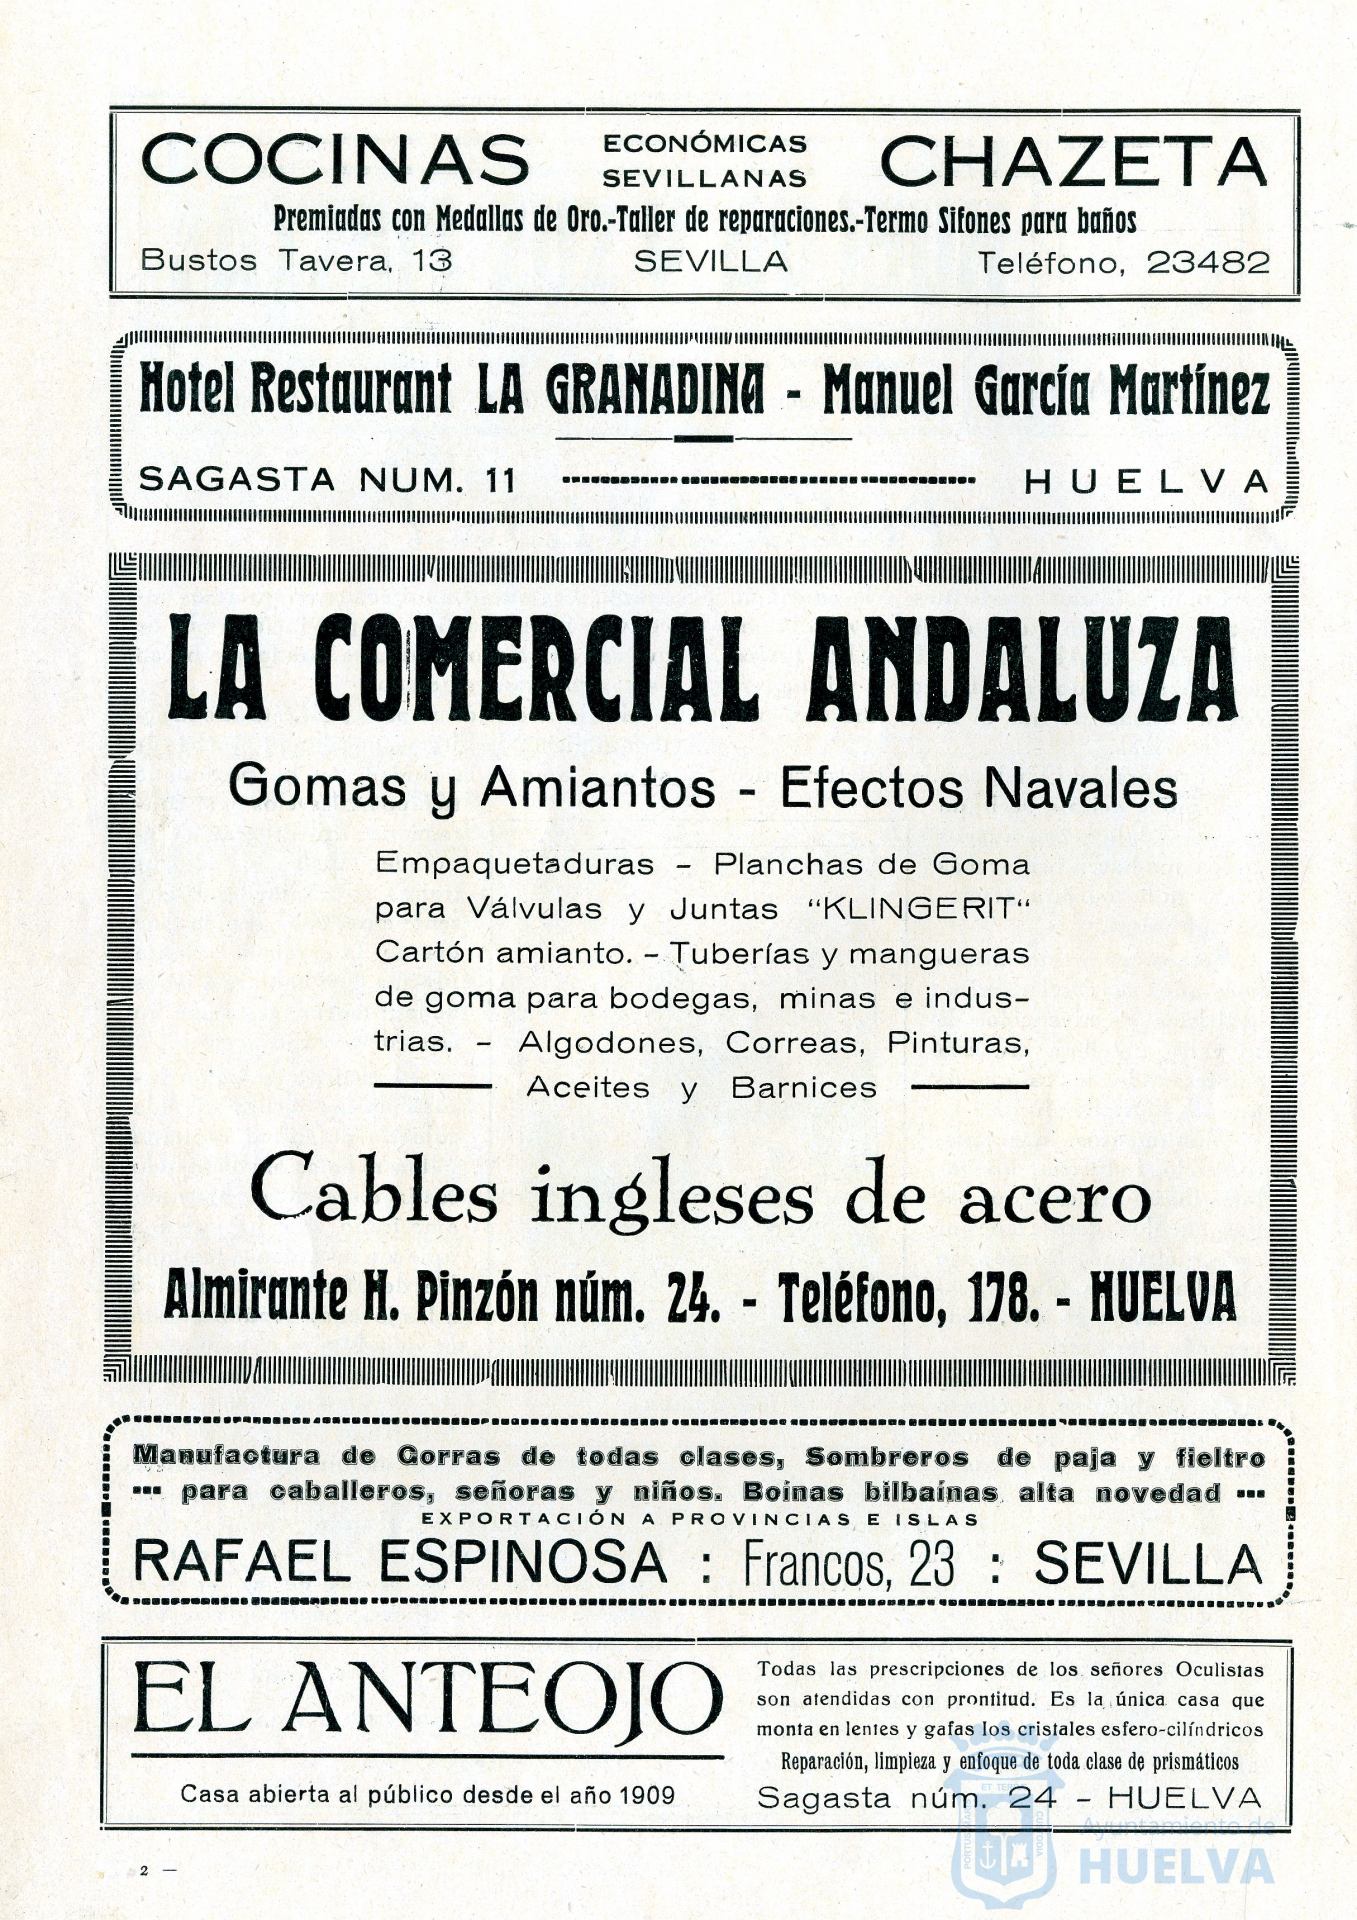 COCINAS ECONÓMICAS SEVILLANAS CHAZETA
Premiadas con Medallas de Oro.-Taller de reparaciones.-Termo Sifones para baños
Bustos Tavera, 13 SEVILLA Teléfono, 23482
Hotel Restaurant LA GRANADINA - Manuel García Martínez
SAGASTA NUM. 11 HUELVA
LA COMERCIAL ANDALUZA
Gomas y Amiantos - Efectos Navales
Empaquetaduras - Planchas de Goma
para Válvulas y Juntas "KLINGERIT"
Cartón amianto. - Tuberías y mangueras
de goma para bodegas, minas e indus-
trias. - Algodones, Correas, Pinturas,
Aceites y Barnices
Cables ingleses de acero
Almirante H. Pinzón núm. 24. - Teléfono, 178. - HUELVA
Manufactura de Gorras de todas clases, Sombreros de paja y fieltro
para caballeros, señoras y niños. Boinas bilbaínas alta novedad
EXPORTACIÓN A PROVINCIAS E ISLAS
RAFAEL ESPINOSA : Francos, 23 : SEVILLA
EL ANTEOJO
Casa abierta al público desde el año 1909
Todas las prescripciones de los señores Oculistas
son atendidas con prontitud. Es la única casa que
monta en lentes y gafas los cristales esfero-cilíndricos
Reparación, limpieza y enfoque de toda clase de prismáticos
Sagasta núm. 24 - HUELVA
2 —
Ayuntamiento de
HUELVA